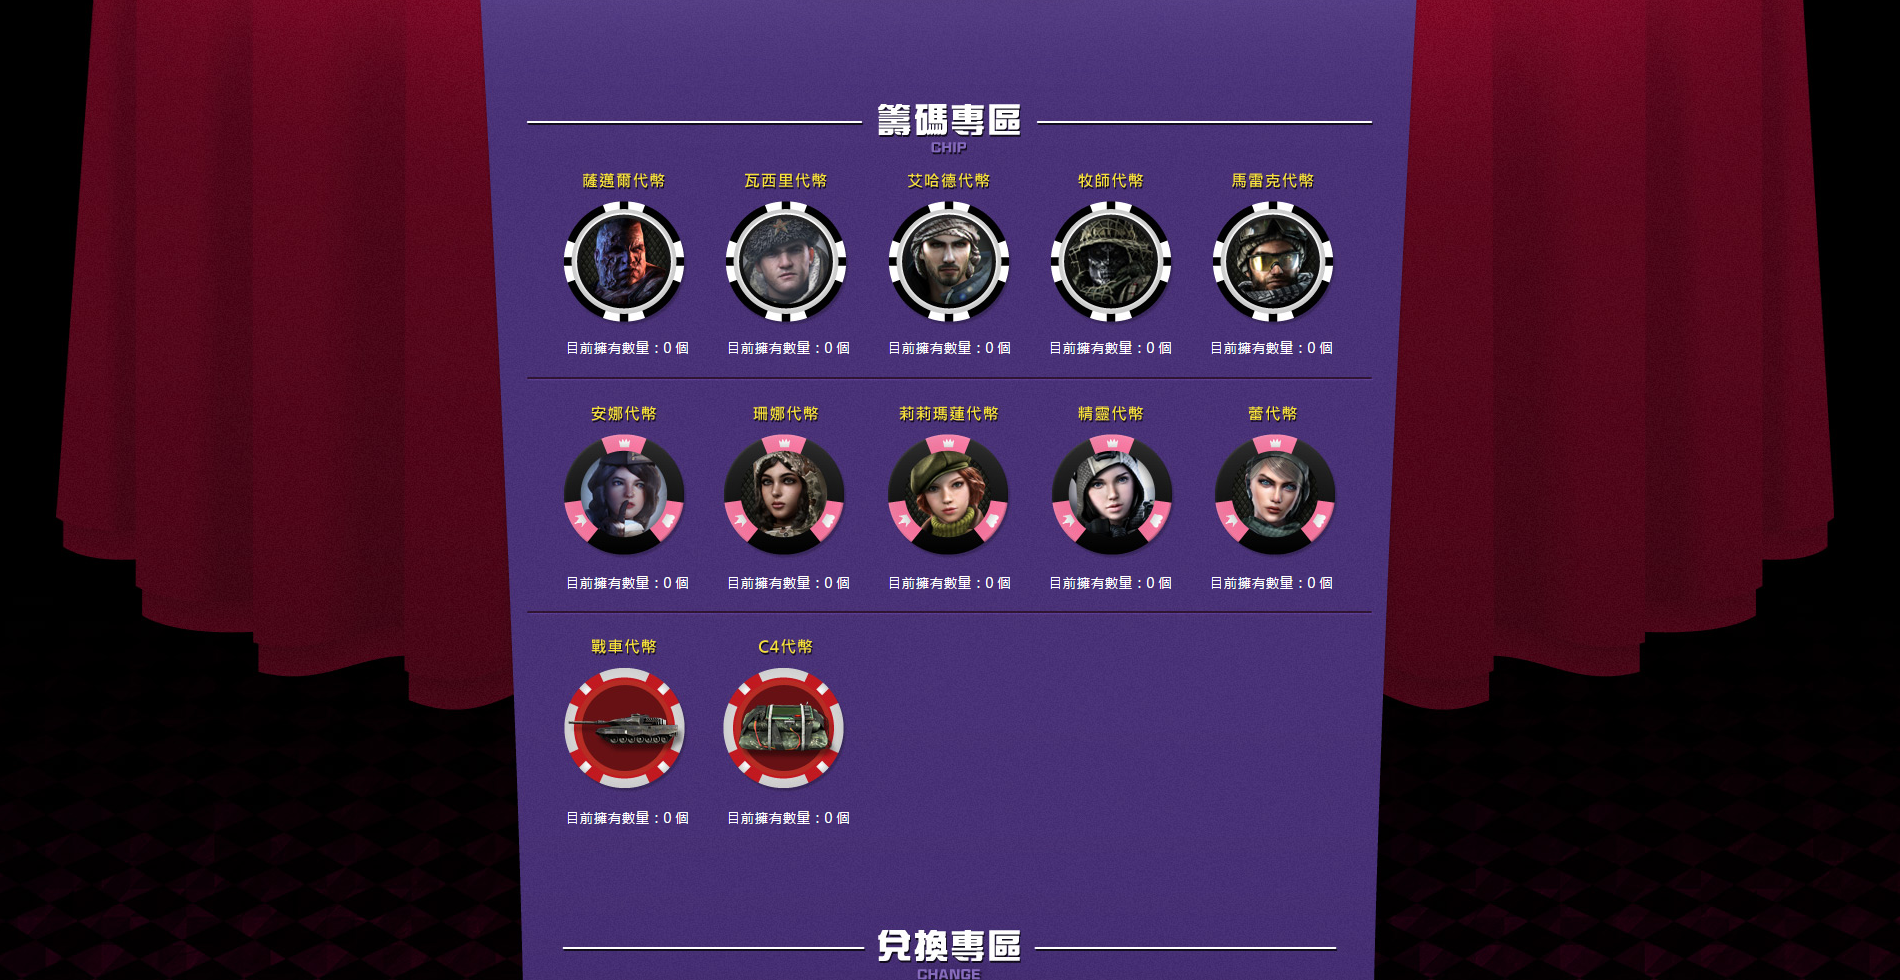 籌碼專區
CHIP
薩邁爾代幣 瓦西里代幣 艾哈德代幣 牧師代幣 馬雷克代幣
目前擁有數量：0 個 目前擁有數量：0 個 目前擁有數量：0 個 目前擁有數量：0 個 目前擁有數量：0 個
安娜代幣 珊娜代幣 莉莉瑪蓮代幣 精靈代幣 蕾代幣
目前擁有數量：0 個 目前擁有數量：0 個 目前擁有數量：0 個 目前擁有數量：0 個 目前擁有數量：0 個
戰車代幣 C4代幣
目前擁有數量：0 個 目前擁有數量：0 個
兌換專區
CHANGE